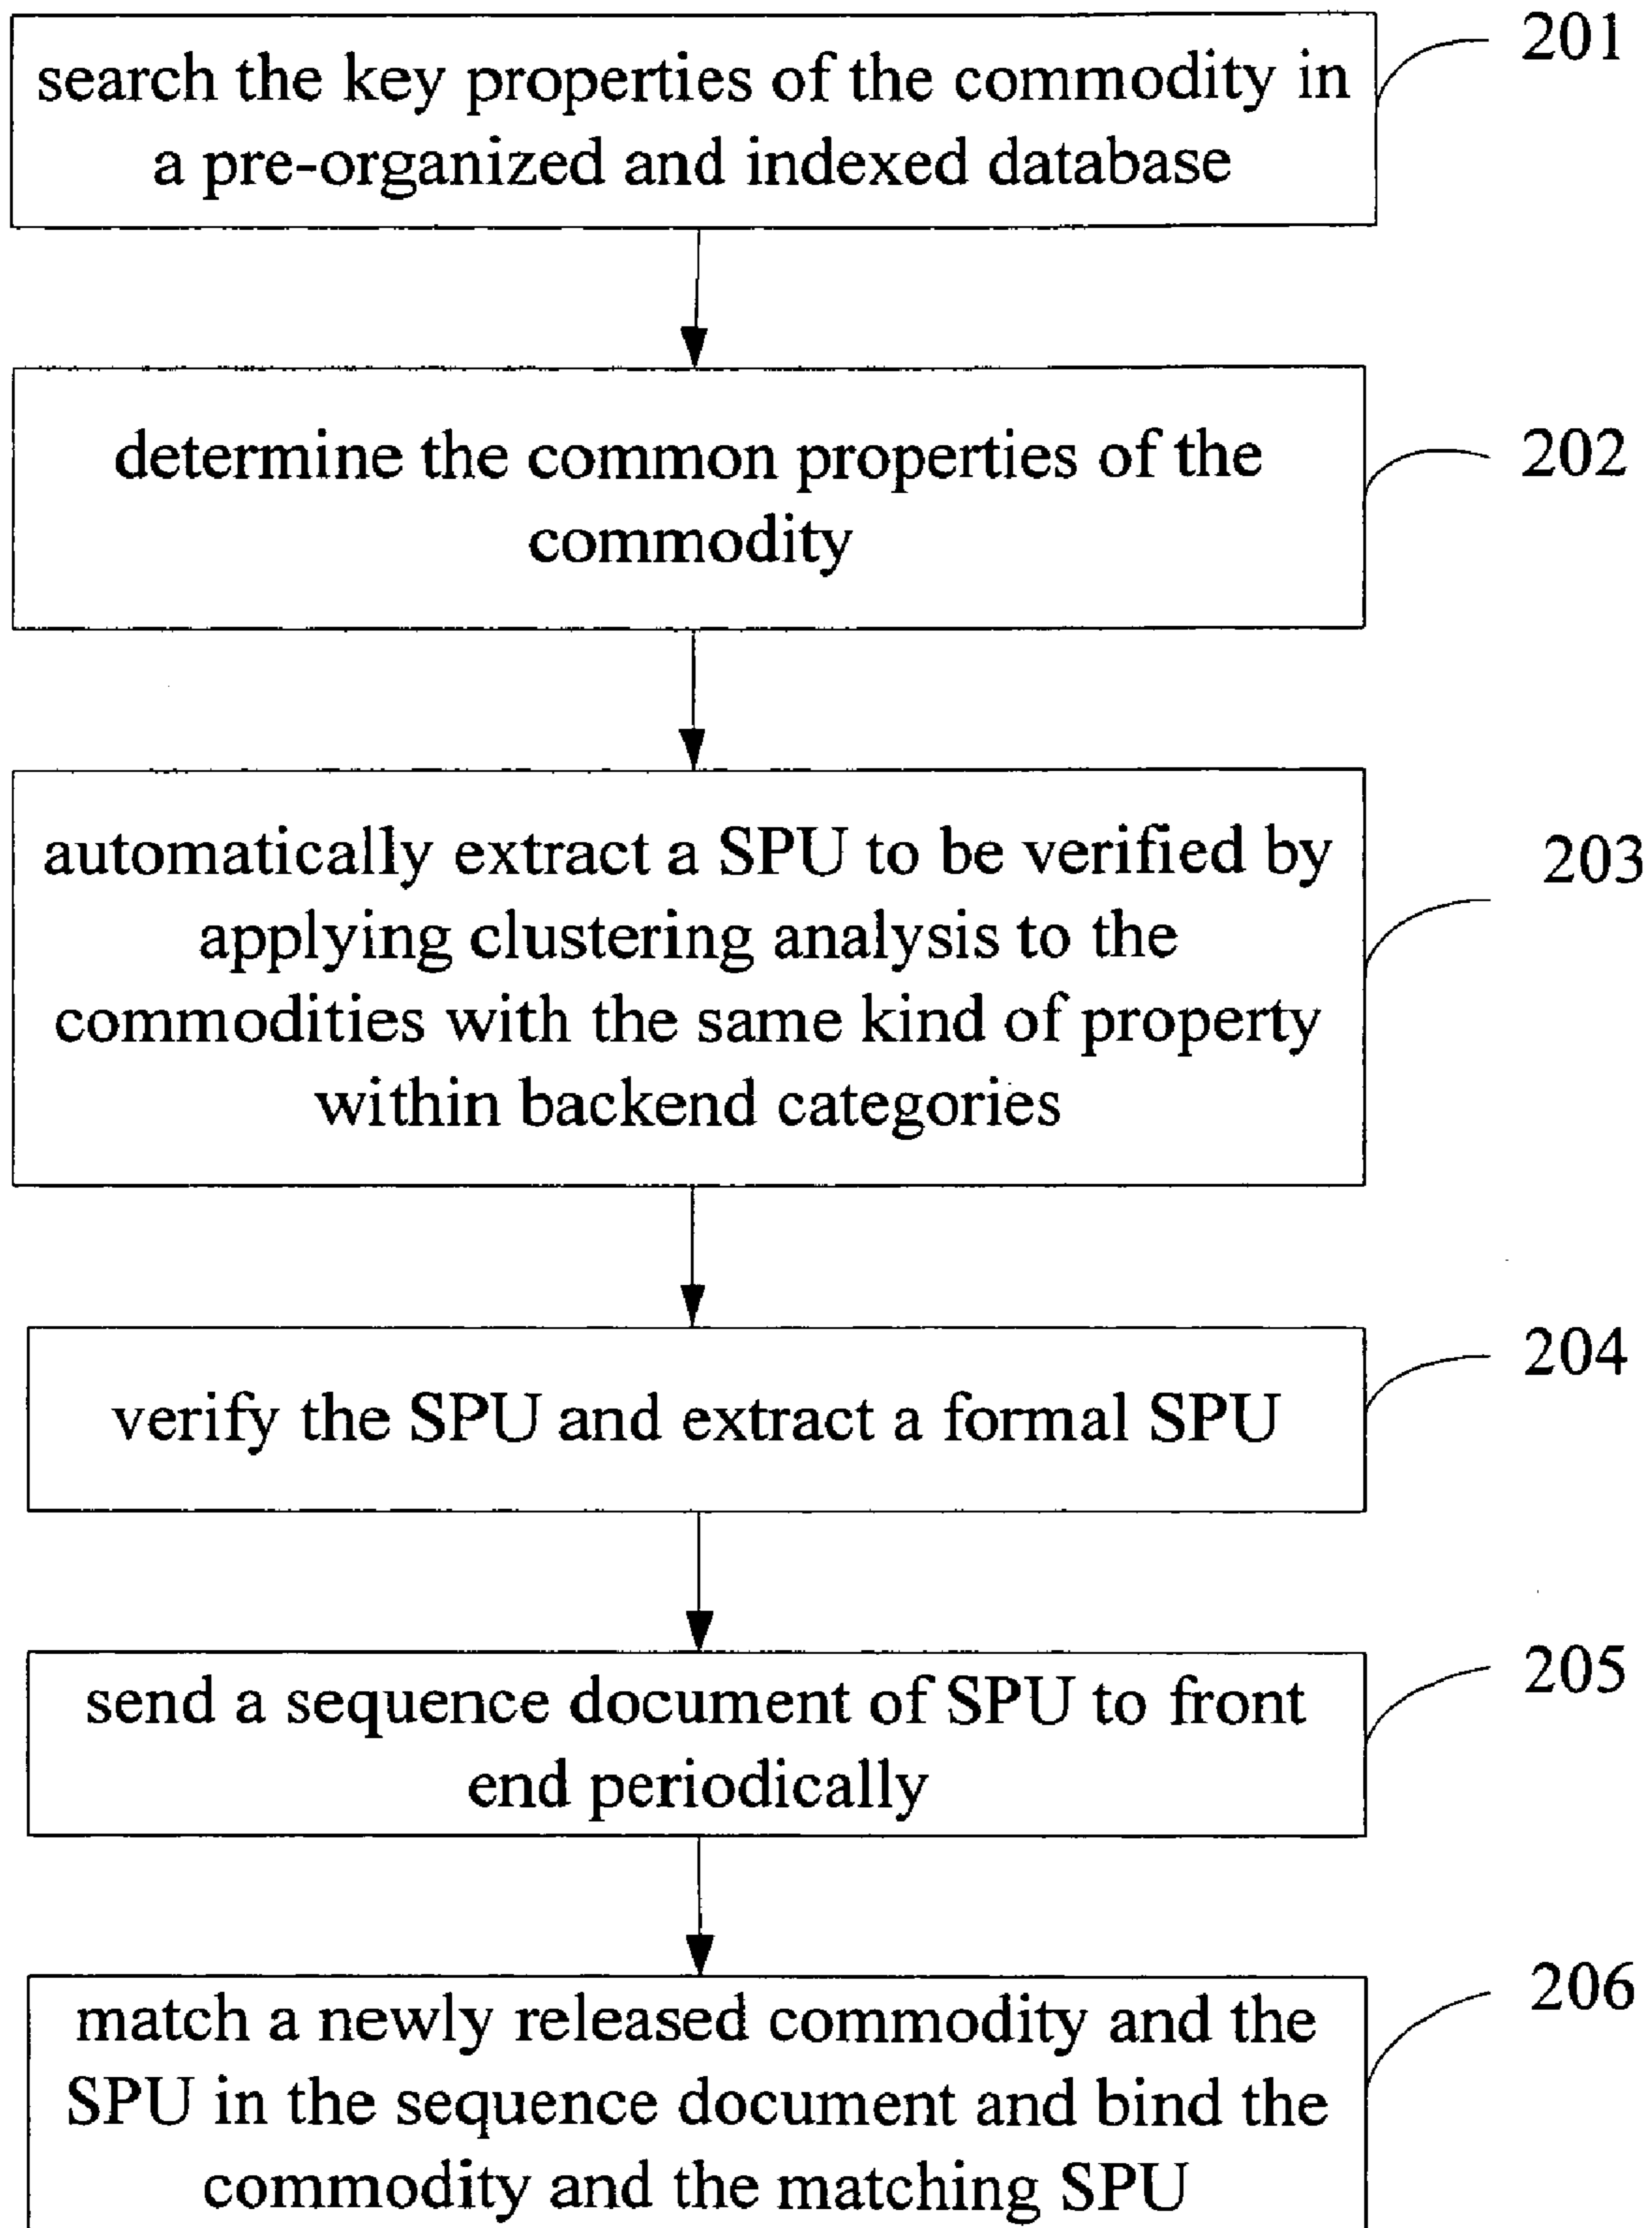 search the key properties of the commodity in
a pre-organized and indexed database
201
determine the common properties of the
commodity
202
automatically extract a SPU to be verified by
applying clustering analysis to the
commodities with the same kind of property
within backend categories
203
verify the SPU and extract a formal SPU
204
send a sequence document of SPU to front
end periodically
205
match a newly released commodity and the
SPU in the sequence document and bind the
commodity and the matching SPU
206